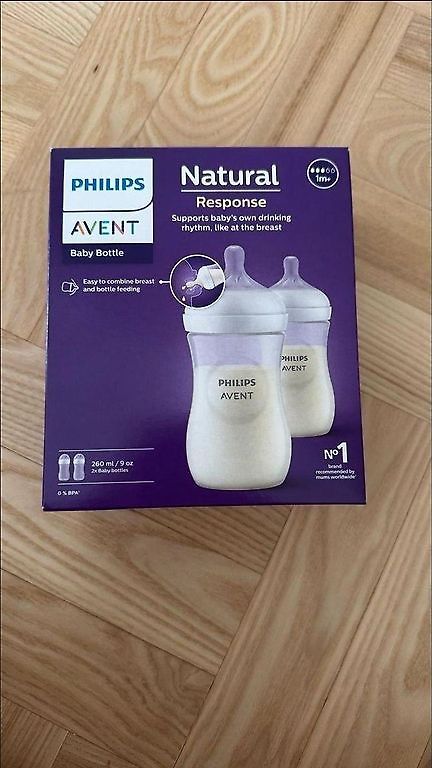 PHILIPS
AVENT
Baby Bottle
Natural
Response
Supports baby's own drinking
rhythm, like at the breast
1m+
Easy to combine breast
and bottle feeding
PHILIPS
AVENT
PHILIPS
AVENT
260 ml / 9 oz
2x Baby bottles
0 % BPA¹
Nº1
brand
recommended by
mums worldwide